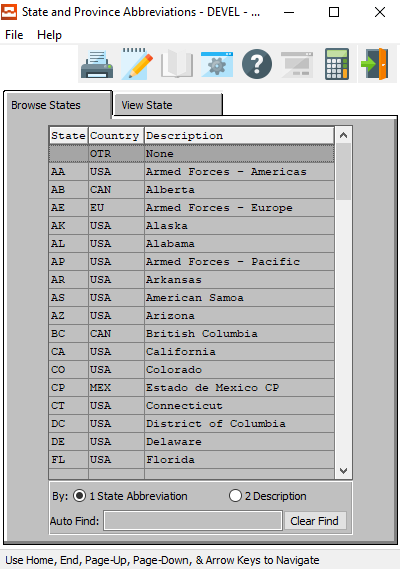 State and Province Abbreviations - DEVEL - ...
File Help
Browse States View State
State Country Description
OTR None
AA USA Armed Forces - Americas
AB CAN Alberta
AE EU Armed Forces - Europe
AK USA Alaska
AL USA Alabama
AP USA Armed Forces - Pacific
AR USA Arkansas
AS USA American Samoa
AZ USA Arizona
BC CAN British Columbia
CA USA California
CO USA Colorado
CP MEX Estado de Mexico CP
CT USA Connecticut
DC USA District of Columbia
DE USA Delaware
FL USA Florida
By: 1 State Abbreviation 2 Description
Auto Find: Clear Find
Use Home, End, Page-Up, Page-Down, & Arrow Keys to Navigate